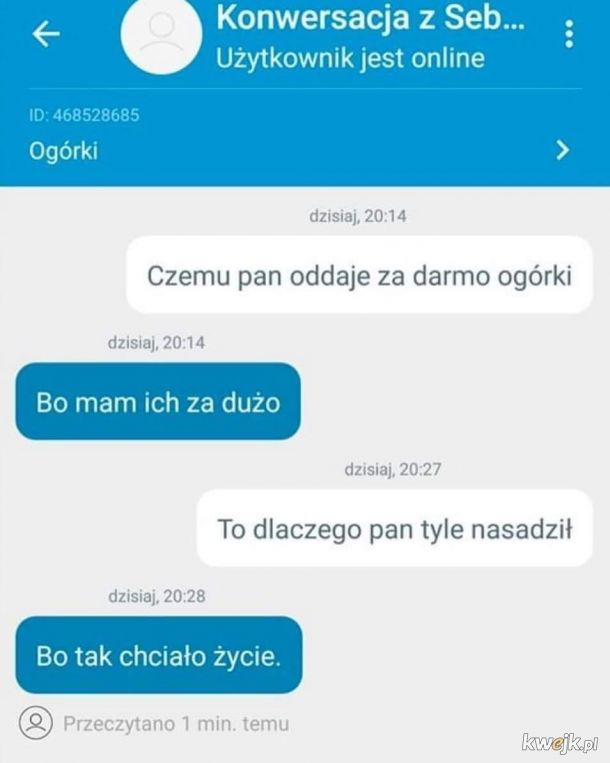 Konwersacja z Seb...
Użytkownik jest online
ID: 468528685
Ogórki
dzisiaj, 20:14
Czemu pan oddaje za darmo ogórki
dzisiaj, 20:14
Bo mam ich za dużo
dzisiaj, 20:27
To dlaczego pan tyle nasadził
dzisiaj, 20:28
Bo tak chciało życie.
Przeczytano 1 min. temu
kwejk.pl